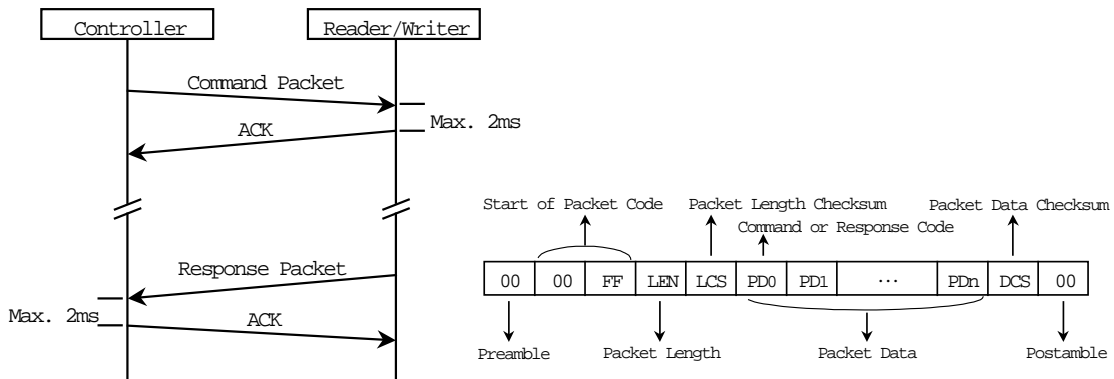 Controller
Reader/Writer
Command Packet
Max. 2ms
ACK
Response Packet
Max. 2ms
ACK
Start of Packet Code
Packet Length Checksum
Packet Data Checksum
Command or Response Code
00 00 FF LEN LCS PD0 PD1 ... PDn DCS 00
Preamble
Packet Length
Packet Data
Postamble